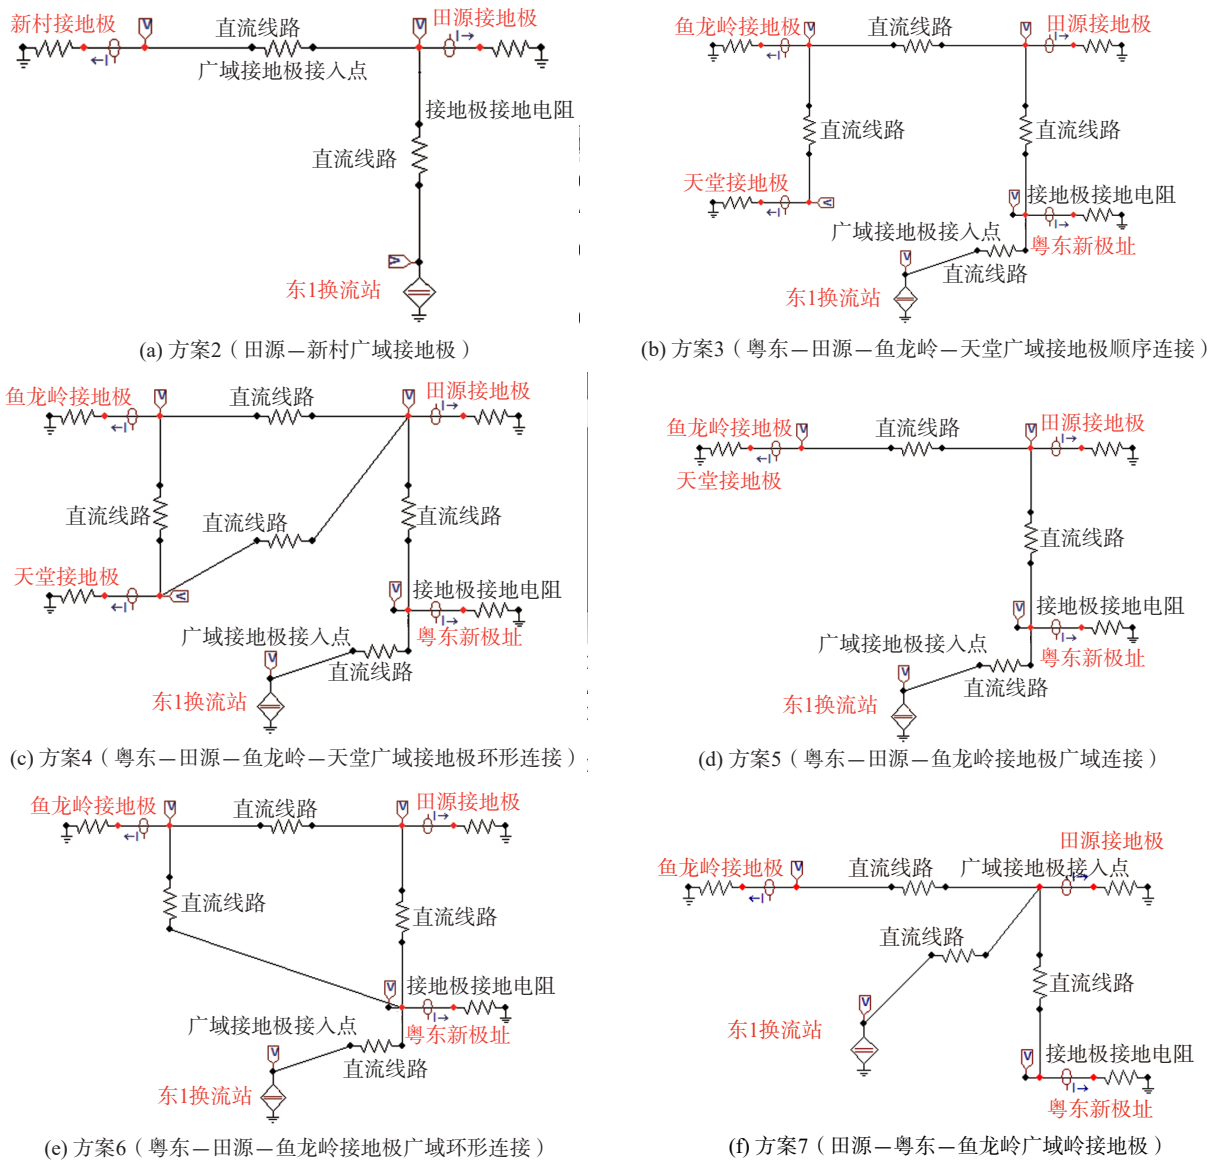 新村接地极
V
直流线路
V
田源接地极
I→
←I
广域接地极接入点
接地极接地电阻
直流线路
V
东1换流站
(a) 方案2（田源—新村广域接地极）
鱼龙岭接地极
V
直流线路
V
田源接地极
I→
←I
直流线路
直流线路
天堂接地极
←I
V
V
接地极接地电阻
I→
广域接地极接入点
粤东新极址
V
直流线路
东1换流站
(b) 方案3（粤东—田源—鱼龙岭—天堂广域接地极顺序连接）
鱼龙岭接地极
V
直流线路
V
田源接地极
I→
←I
直流线路
直流线路
直流线路
天堂接地极
←I
V
V
接地极接地电阻
I→
广域接地极接入点
粤东新极址
V
直流线路
东1换流站
(c) 方案4（粤东—田源—鱼龙岭—天堂广域接地极环形连接）
鱼龙岭接地极
V
直流线路
V
田源接地极
I→
←I
天堂接地极
直流线路
V
接地极接地电阻
I→
广域接地极接入点
粤东新极址
V
直流线路
东1换流站
(d) 方案5（粤东—田源—鱼龙岭接地极广域连接）
鱼龙岭接地极
V
直流线路
V
田源接地极
I→
←I
直流线路
直流线路
V
接地极接地电阻
I→
广域接地极接入点
粤东新极址
V
直流线路
东1换流站
(e) 方案6（粤东—田源—鱼龙岭接地极广域环形连接）
田源接地极
鱼龙岭接地极
V
直流线路
广域接地极接入点
I→
←I
直流线路
直流线路
V
东1换流站
V
接地极接地电阻
I→
粤东新极址
(f) 方案7（田源—粤东—鱼龙岭广域岭接地极）